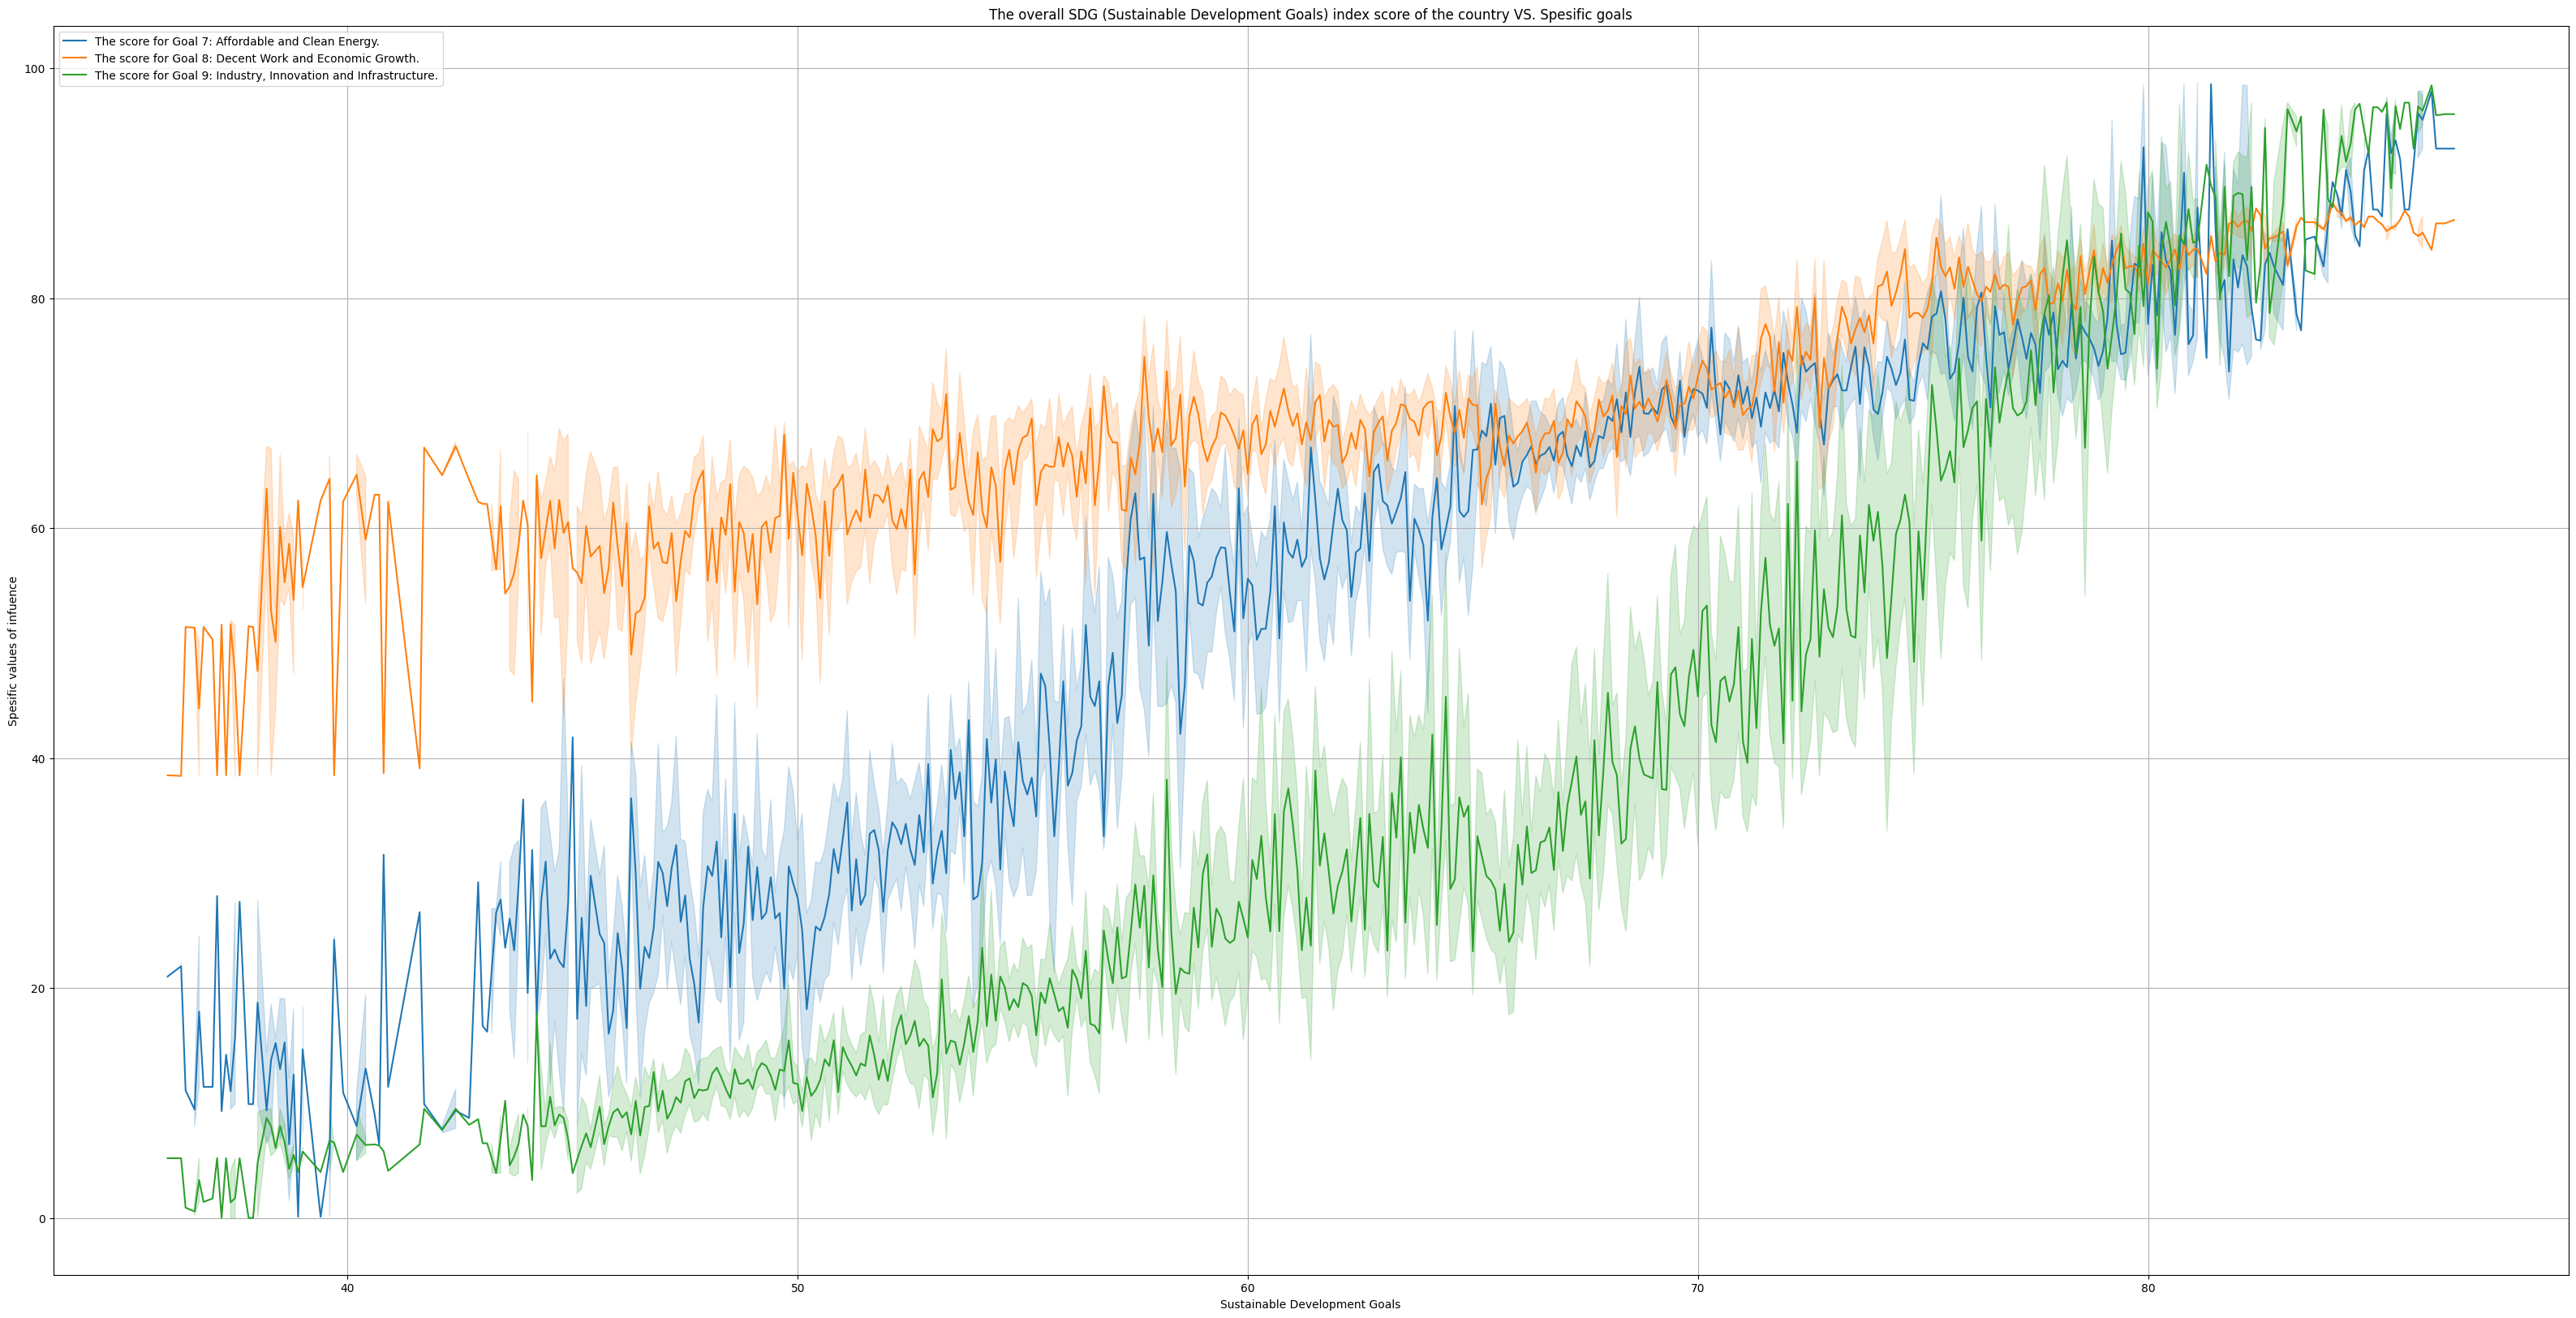 The overall SDG (Sustainable Development Goals) index score of the country VS. Spesific goals
The score for Goal 7: Affordable and Clean Energy.
The score for Goal 8: Decent Work and Economic Growth.
The score for Goal 9: Industry, Innovation and Infrastructure.
100
80
60
40
20
0
Spesific values of infuence
40 50 60 70 80
Sustainable Development Goals